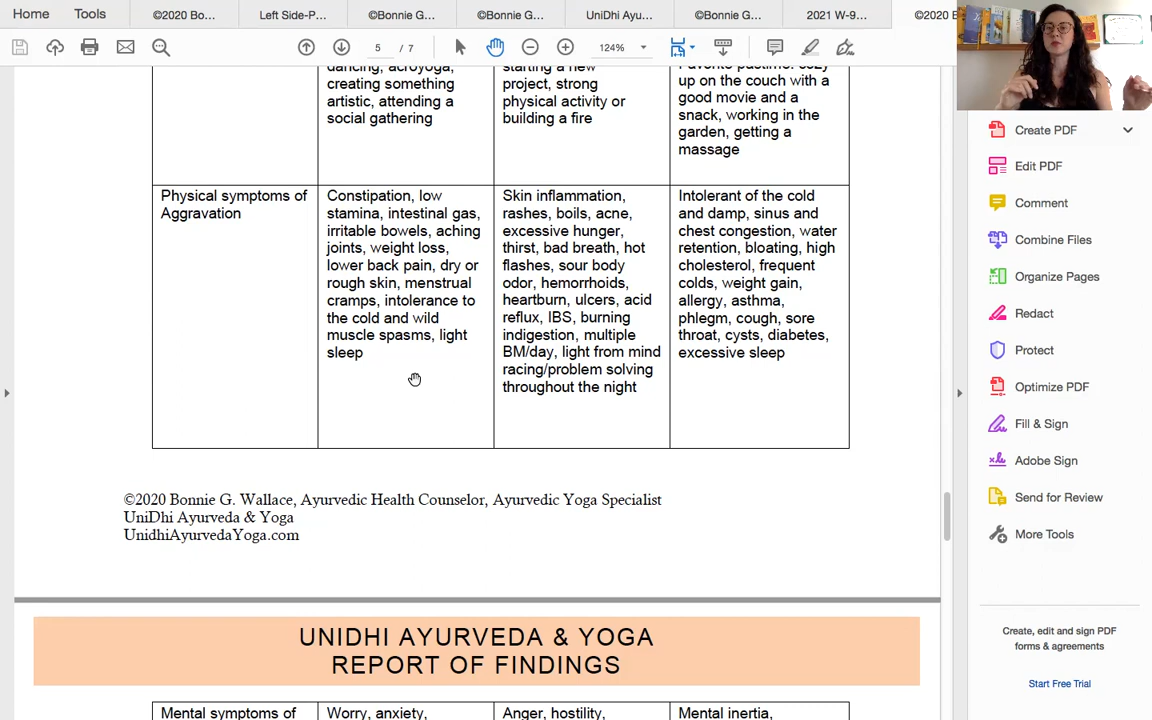 Home
Tools
©2020 Bo...
Left Side-P...
©Bonnie G...
©Bonnie G...
UniDhi Ayu...
©Bonnie G...
2021 W-9...
©2020 B
5 / 7
124%
dancing, acroyoga,
creating something
artistic, attending a
social gathering
starting a new
project, strong
physical activity or
building a fire
Favorite pastime: cozy
up on the couch with a
good movie and a
snack, working in the
garden, getting a
massage
Physical symptoms of
Aggravation
Constipation, low
stamina, intestinal gas,
irritable bowels, aching
joints, weight loss,
lower back pain, dry or
rough skin, menstrual
cramps, intolerance to
the cold and wild
muscle spasms, light
sleep
Skin inflammation,
rashes, boils, acne,
excessive hunger,
thirst, bad breath, hot
flashes, sour body
odor, hemorrhoids,
heartburn, ulcers, acid
reflux, IBS, burning
indigestion, multiple
BM/day, light from mind
racing/problem solving
throughout the night
Intolerant of the cold
and damp, sinus and
chest congestion, water
retention, bloating, high
cholesterol, frequent
colds, weight gain,
allergy, asthma,
phlegm, cough, sore
throat, cysts, diabetes,
excessive sleep
©2020 Bonnie G. Wallace, Ayurvedic Health Counselor, Ayurvedic Yoga Specialist
UniDhi Ayurveda & Yoga
UnidhiAyurvedaYoga.com
UNIDHI AYURVEDA & YOGA
REPORT OF FINDINGS
Mental symptoms of
Worry, anxiety,
Anger, hostility,
Mental inertia,
Create PDF
Edit PDF
Comment
Combine Files
Organize Pages
Redact
Protect
Optimize PDF
Fill & Sign
Adobe Sign
Send for Review
More Tools
Create, edit and sign PDF
forms & agreements
Start Free Trial